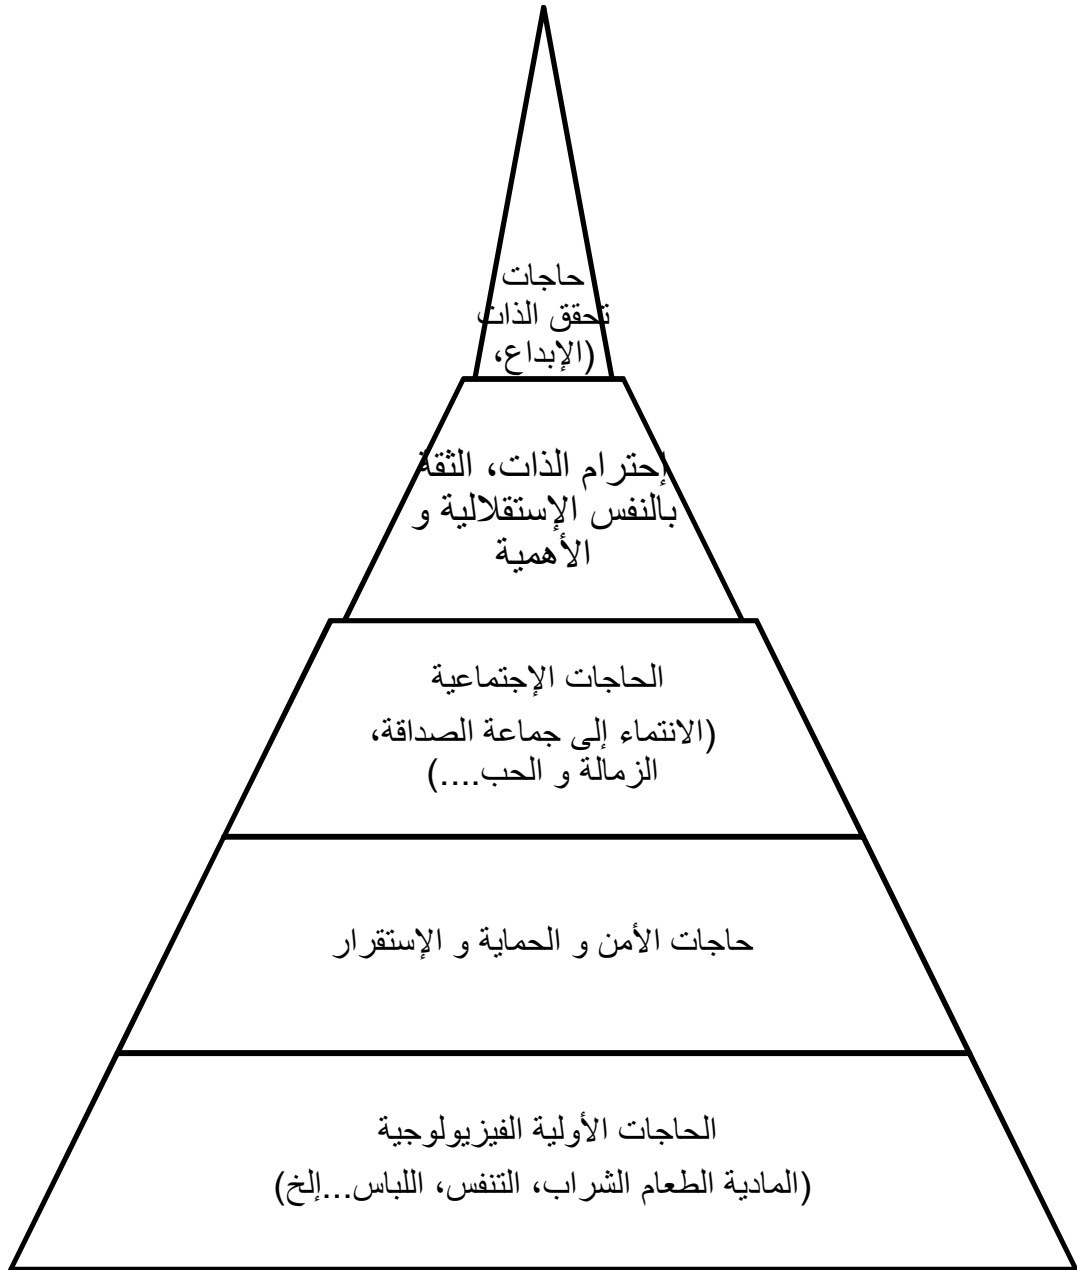 حاجات
تحقق الذات
(الإبداع،
إحترام الذات، الثقة
بالنفس الإستقلالية و
الأهمية
الحاجات الإجتماعية
(الانتماء إلى جماعة الصداقة،
الزمالة و الحب....)
حاجات الأمن و الحماية و الإستقرار
الحاجات الأولية الفيزيولوجية
(المادية الطعام الشراب، التنفس، اللباس...إلخ)